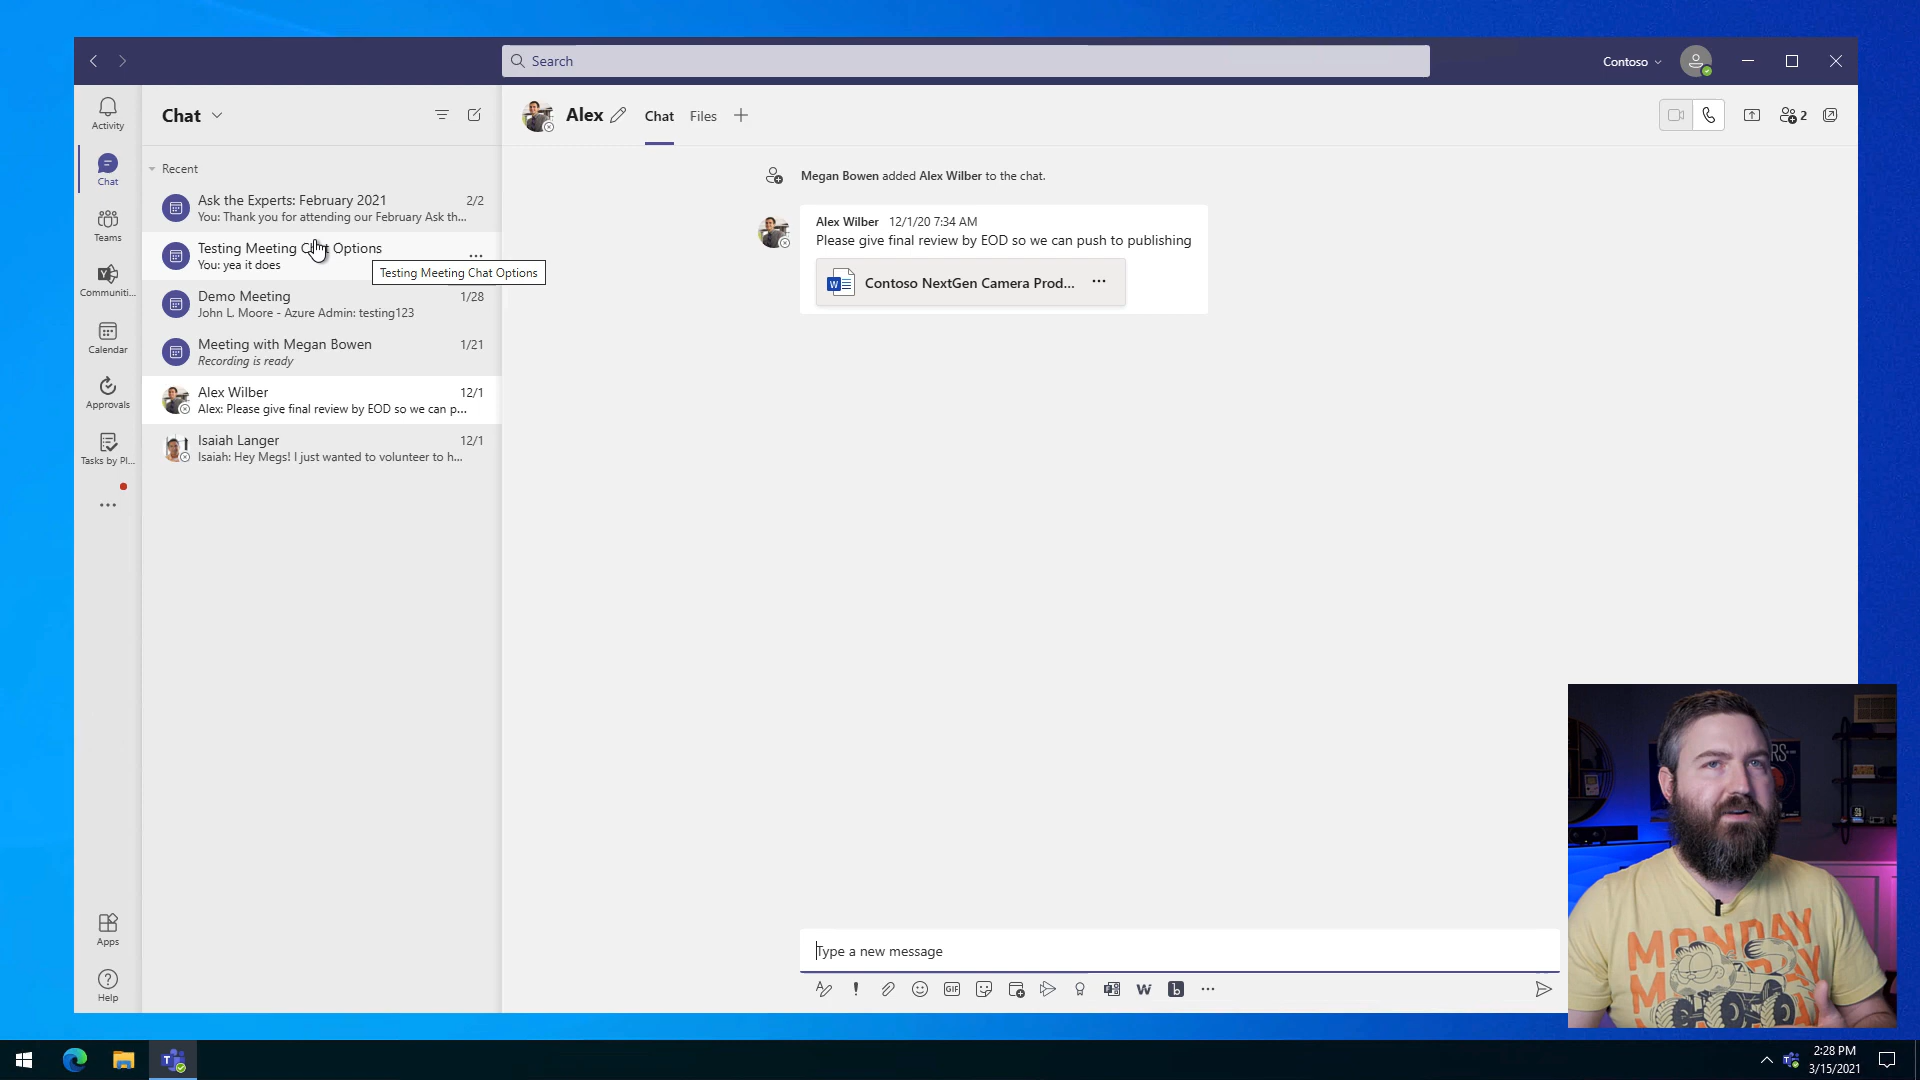 Search
Contoso
Activity
Chat
Teams
Communiti...
Calendar
Approvals
Tasks by Pl...
Apps
Help
Chat
Recent
Ask the Experts: February 2021 2/2
You: Thank you for attending our February Ask th...
Testing Meeting Chat Options
You: yea it does
Testing Meeting Chat Options
Demo Meeting 1/28
John L. Moore - Azure Admin: testing123
Meeting with Megan Bowen 1/21
Recording is ready
Alex Wilber 12/1
Alex: Please give final review by EOD so we can p...
Isaiah Langer 12/1
Isaiah: Hey Megs! I just wanted to volunteer to h...
Alex Chat Files
2
Megan Bowen added Alex Wilber to the chat.
Alex Wilber 12/1/20 7:34 AM
Please give final review by EOD so we can push to publishing
Contoso NextGen Camera Prod...
Type a new message
GIF
MONDAY
2:28 PM
3/15/2021